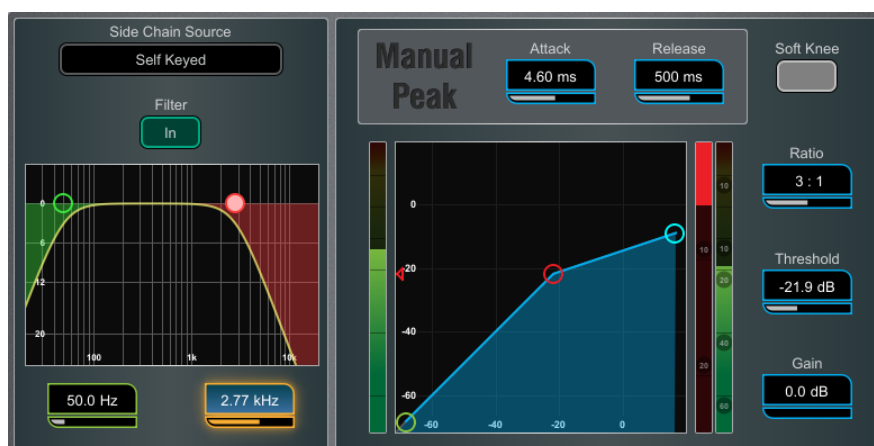 Side Chain Source
Self Keyed
Filter
In
0
6
12
20
100
1k
10k
50.0 Hz
2.77 kHz
Manual
Peak
Attack
4.60 ms
Release
500 ms
Soft Knee
0
-20
-40
-60
-60
-40
-20
0
10
20
10
10
20
40
60
Ratio
3 : 1
Threshold
-21.9 dB
Gain
0.0 dB